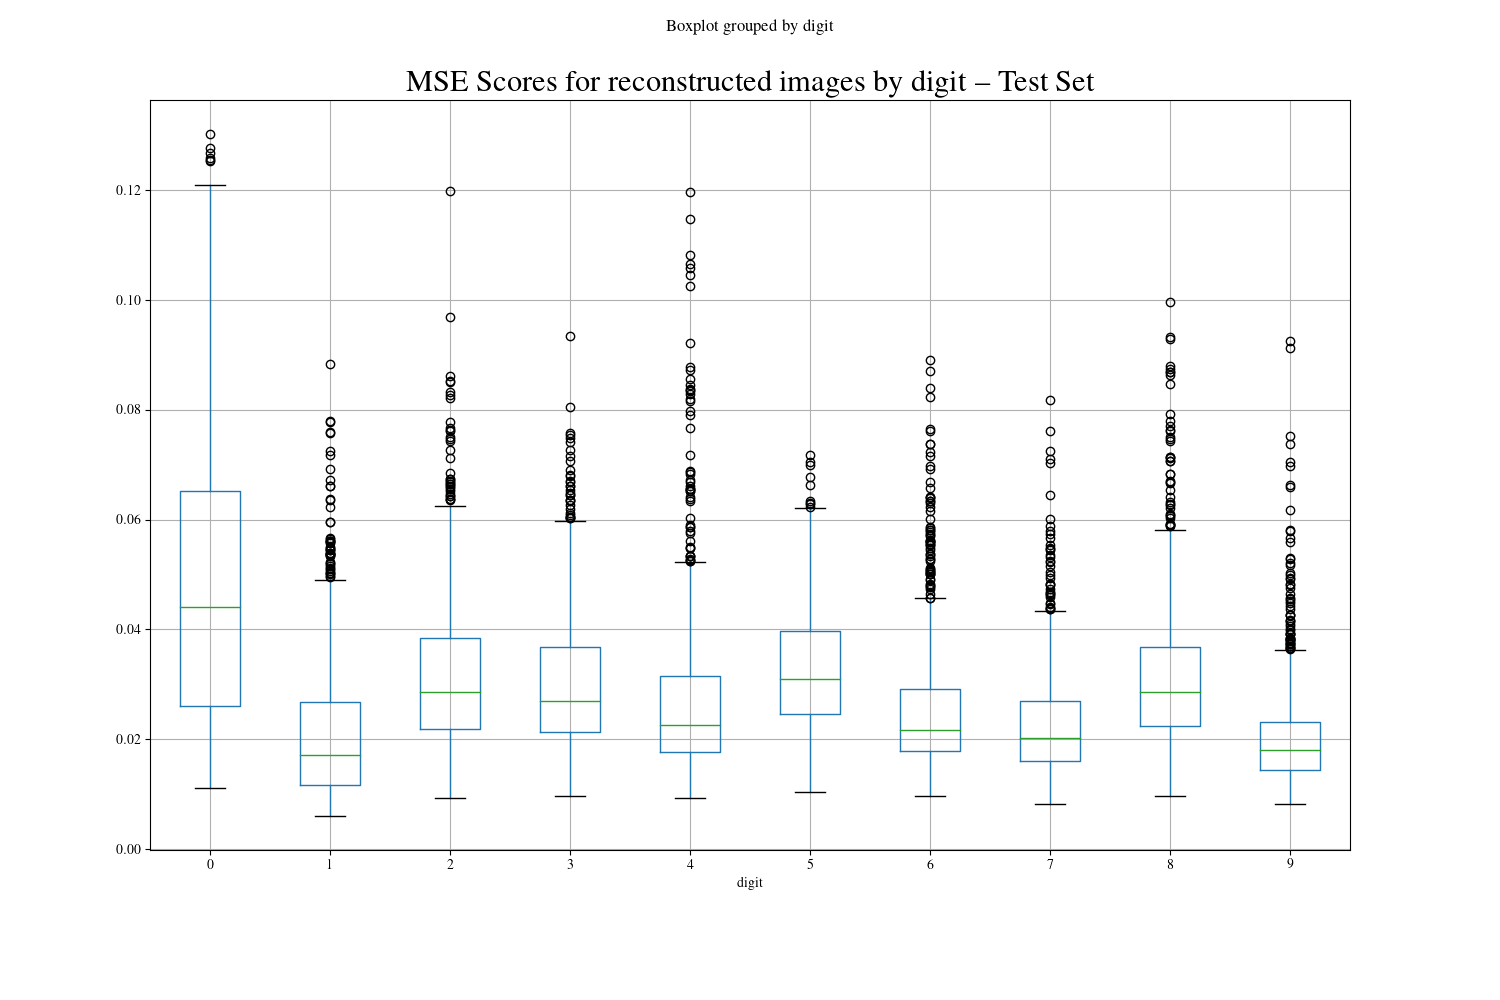 Boxplot grouped by digit
MSE Scores for reconstructed images by digit – Test Set
0.12
0.10
0.08
0.06
0.04
0.02
0.00
0 1 2 3 4 5 6 7 8 9
digit